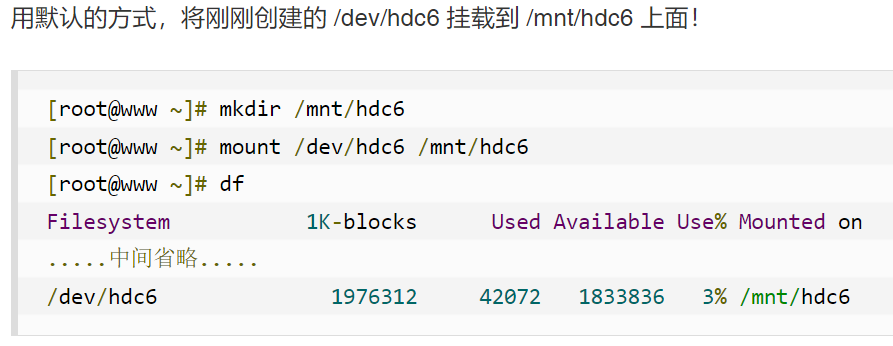 用默认的方式，将刚刚创建的 /dev/hdc6 挂载到 /mnt/hdc6 上面！
[root@www ~]# mkdir /mnt/hdc6
[root@www ~]# mount /dev/hdc6 /mnt/hdc6
[root@www ~]# df
Filesystem           1K-blocks      Used Available Use% Mounted on
.....中间省略.....
/dev/hdc6              1976312     42072   1833836   3% /mnt/hdc6